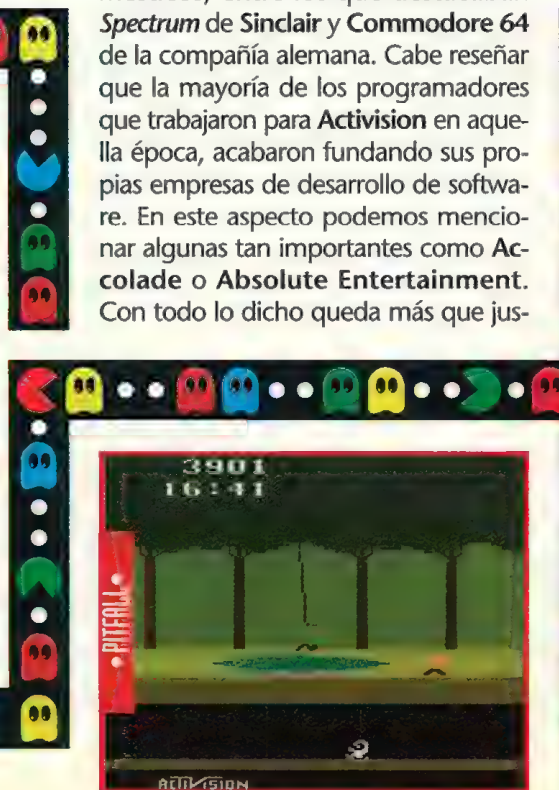 Spectrum de Sinclair y Commodore 64
de la compañía alemana. Cabe reseñar
que la mayoría de los programadores
que trabajaron para Activision en aque-
lla época, acabaron fundando sus pro-
pias empresas de desarrollo de softwa-
re. En este aspecto podemos mencio-
nar algunas tan importantes como Ac-
colade o Absolute Entertainment.
Con todo lo dicho queda más que jus-
3901
16:41
PITFALL
ACTIVISION